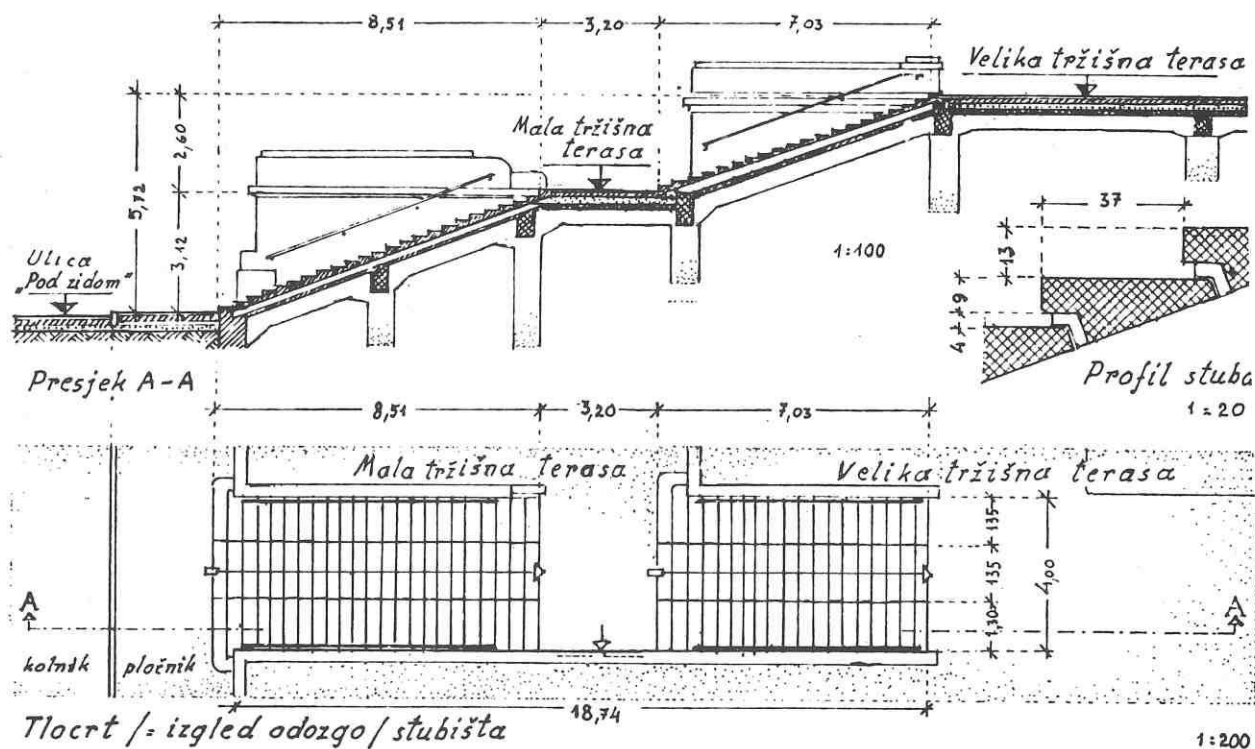 8,51
3,20
7,03
Velika tržišna terasa
Mala tržišna
terasa
2,60
5,72
3,12
Ulica
"Pod zidom"
1:100
37
13
9
4
Presjek A-A
Profil stuba
1:20
8,51
3,20
7,03
Mala tržišna terasa
Velika tržišna terasa
135
135
1,30
4,00
A
A
kolnik
pločnik
18,74
Tlocrt /= izgled odozgo/ stubišta
1:200